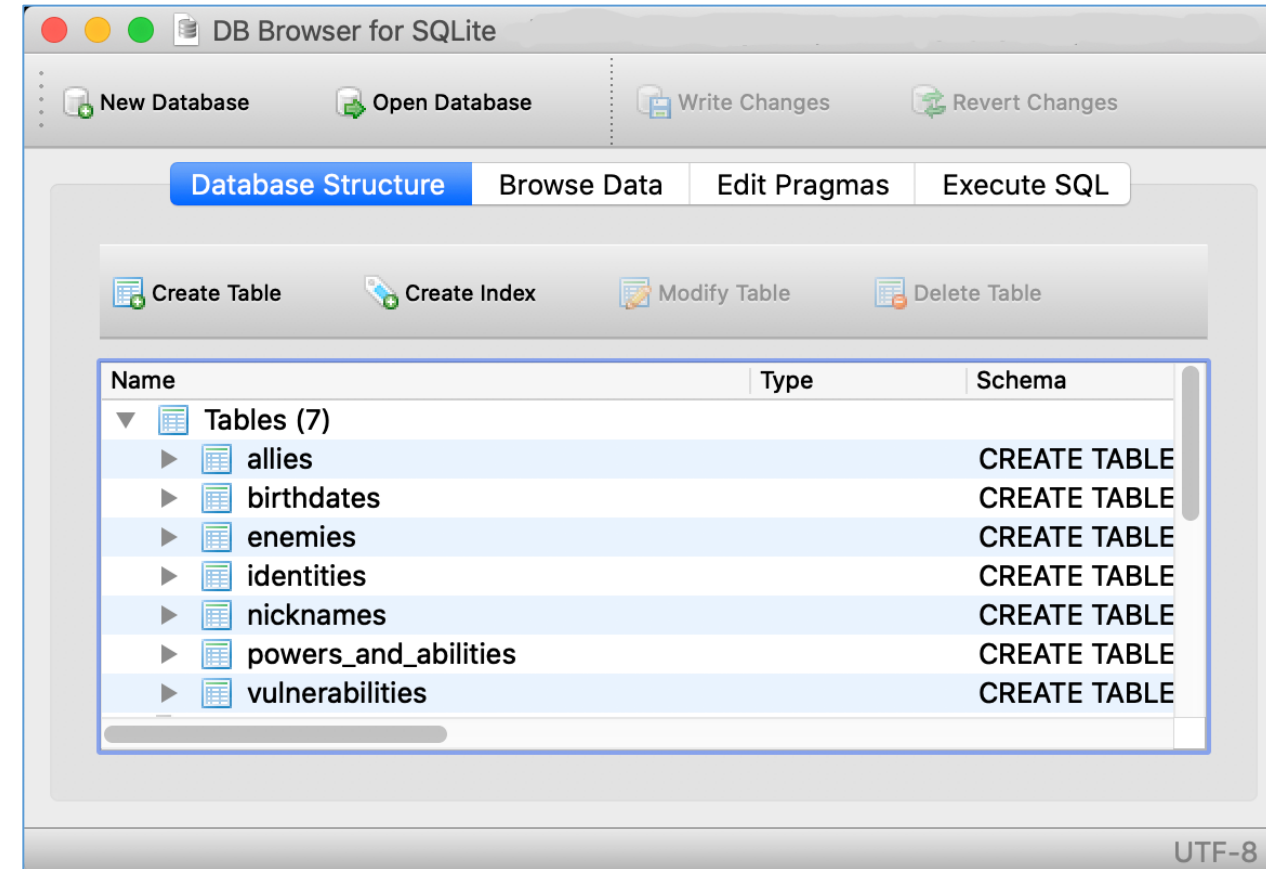 DB Browser for SQLite
New Database Open Database Write Changes Revert Changes
Database Structure Browse Data Edit Pragmas Execute SQL
Create Table Create Index Modify Table Delete Table
Name Type Schema
Tables (7)
allies CREATE TABLE
birthdates CREATE TABLE
enemies CREATE TABLE
identities CREATE TABLE
nicknames CREATE TABLE
powers_and_abilities CREATE TABLE
vulnerabilities CREATE TABLE
UTF-8